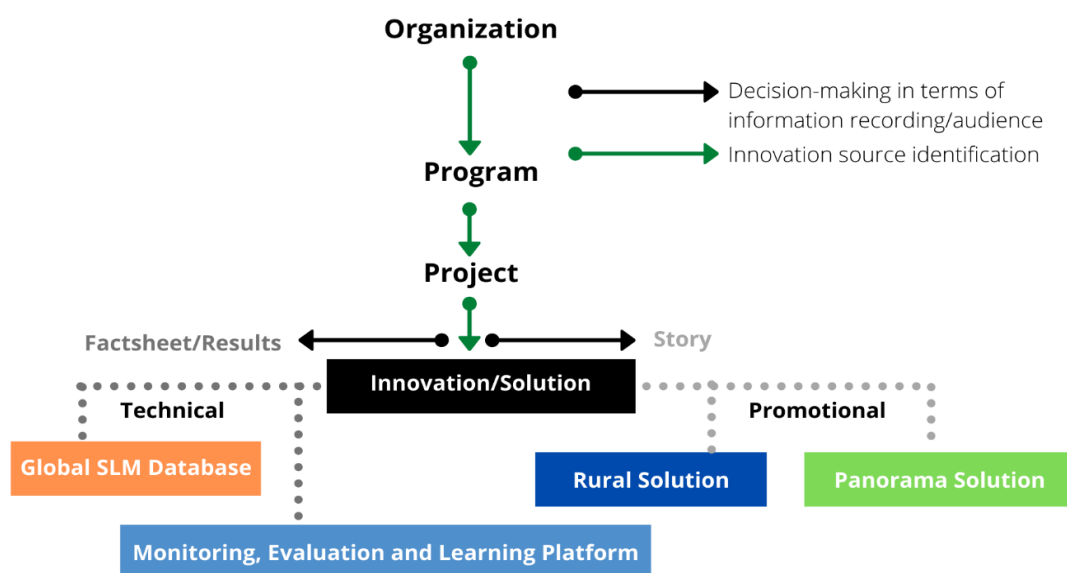 Organization
Decision-making in terms of
information recording/audience
Innovation source identification
Program
Project
Factsheet/Results
Story
Innovation/Solution
Technical
Promotional
Global SLM Database
Rural Solution
Panorama Solution
Monitoring, Evaluation and Learning Platform